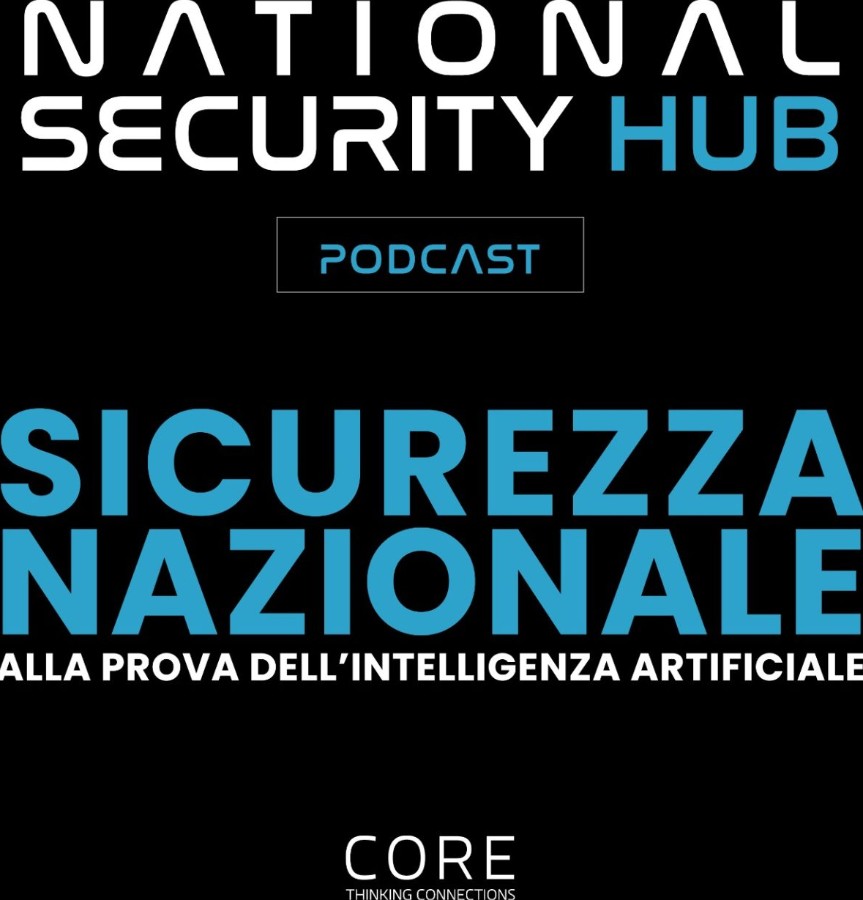 NATIONAL
SECURITY HUB
PODCAST
SICUREZZA
NAZIONALE
ALLA PROVA DELL’INTELLIGENZA ARTIFICIALE
CORE
THINKING CONNECTIONS